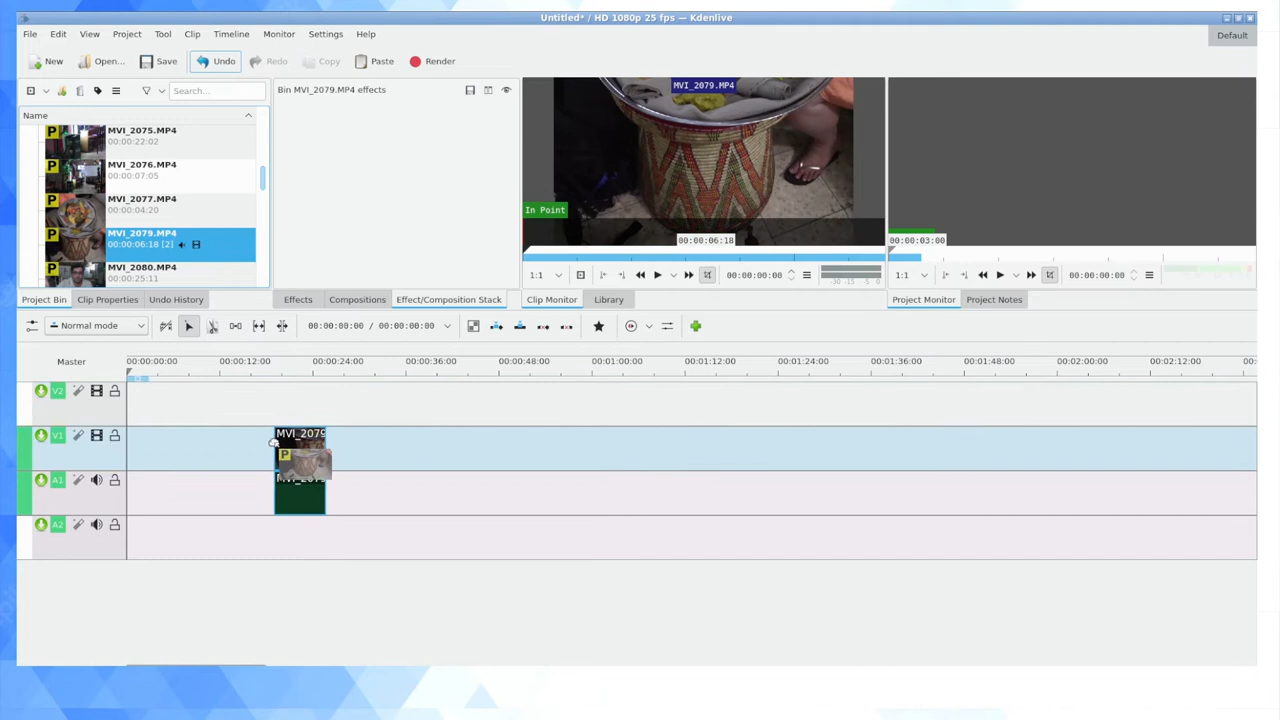 Untitled* / HD 1080p 25 fps — Kdenlive
File Edit View Project Tool Clip Timeline Monitor Settings Help
Default
New Open... Save Undo Redo Copy Paste Render
Search...
Bin MVI_2079.MP4 effects
MVI_2079.MP4
Name
MVI_2075.MP4
00:00:22:02
P
MVI_2076.MP4
00:00:07:05
P
MVI_2077.MP4
00:00:04:20
P
MVI_2079.MP4
00:00:06:18 [2]
P
MVI_2080.MP4
00:00:25:11
P
In Point
00:00:06:18
00:00:03:00
1:1
00:00:00:00
-30 -15 -5 0
1:1
00:00:00:00
Project Bin Clip Properties Undo History
Effects Compositions Effect/Composition Stack
Clip Monitor Library
Project Monitor Project Notes
Normal mode
00:00:00:00 / 00:00:00:00
Master
00:00:00:00 00:00:12:00 00:00:24:00 00:00:36:00 00:00:48:00 00:01:00:00 00:01:12:00 00:01:24:00 00:01:36:00 00:01:48:00 00:02:00:00 00:02:12:00 00:
V2
V1
MVI_2079
P
A1
A2